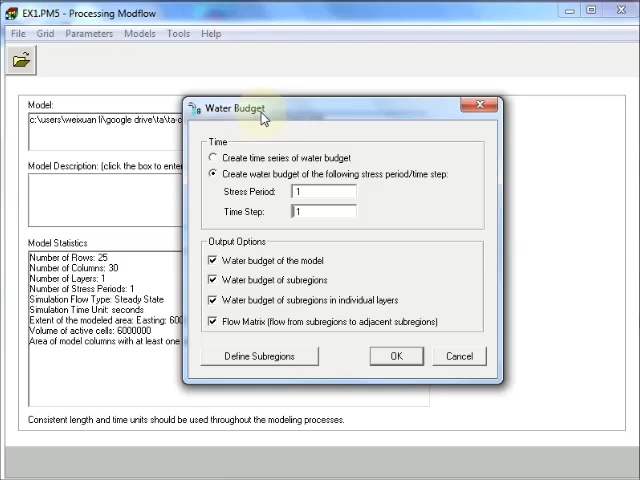 EX1.PM5 - Processing Modflow
File Grid Parameters Models Tools Help
Model:
c:\users\weixuan li\google drive\ta\ta-c
Model Description: (click the box to enter
Model Statistics
Number of Rows: 25
Number of Columns: 30
Number of Layers: 1
Number of Stress Periods: 1
Simulation Flow Type: Steady State
Simulation Time Unit: seconds
Extent of the modeled area: Easting: 600
Volume of active cells: 6000000
Area of model columns with at least one
Consistent length and time units should be used throughout the modeling processes.
Water Budget
Time
Create time series of water budget
Create water budget of the following stress period/time step:
Stress Period: 1
Time Step: 1
Output Options
Water budget of the model
Water budget of subregions
Water budget of subregions in individual layers
Flow Matrix (flow from subregions to adjacent subregions)
Define Subregions OK Cancel